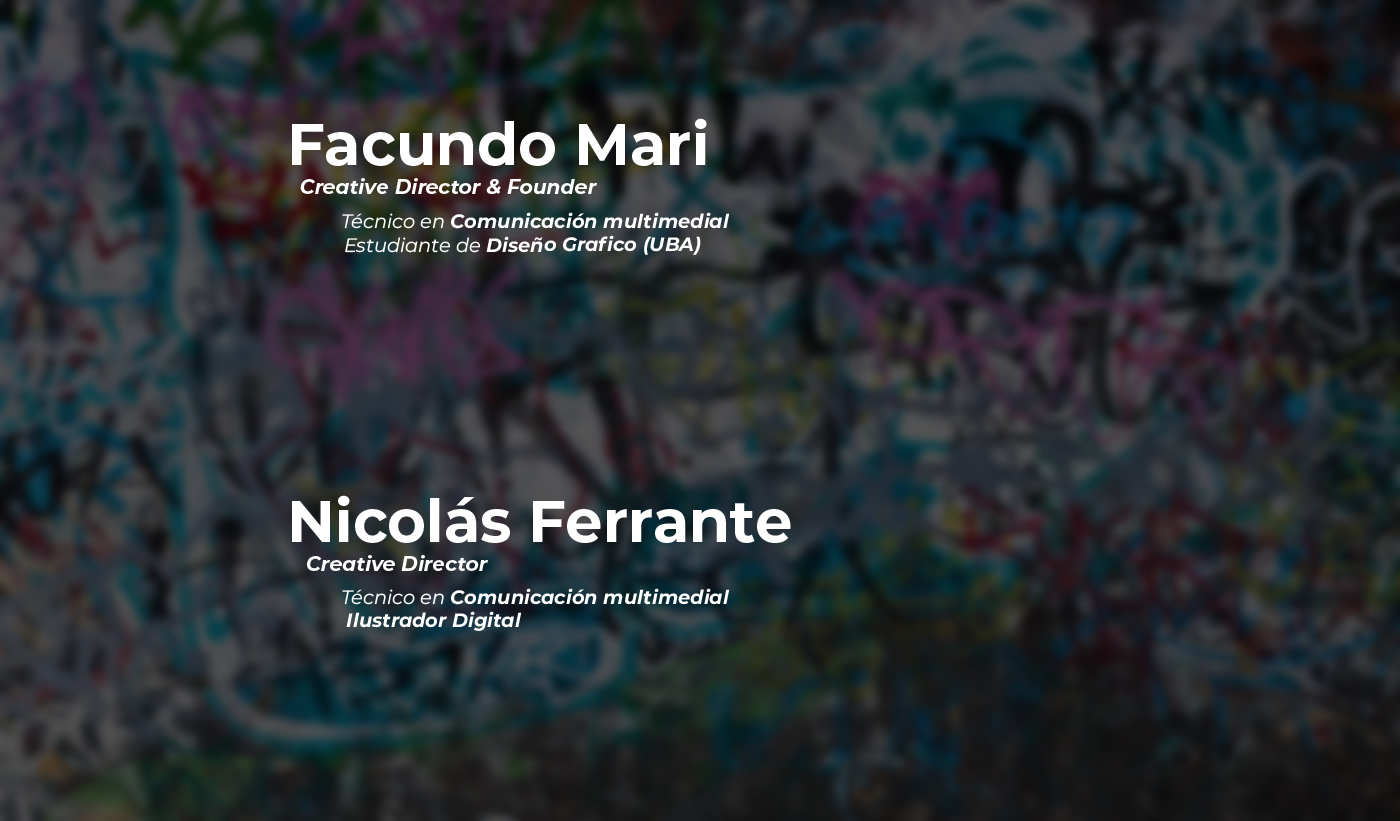 Facundo Mari
Creative Director & Founder
Técnico en Comunicación multimedial
Estudiante de Diseño Grafico (UBA)
Nicolás Ferrante
Creative Director
Técnico en Comunicación multimedial
Ilustrador Digital